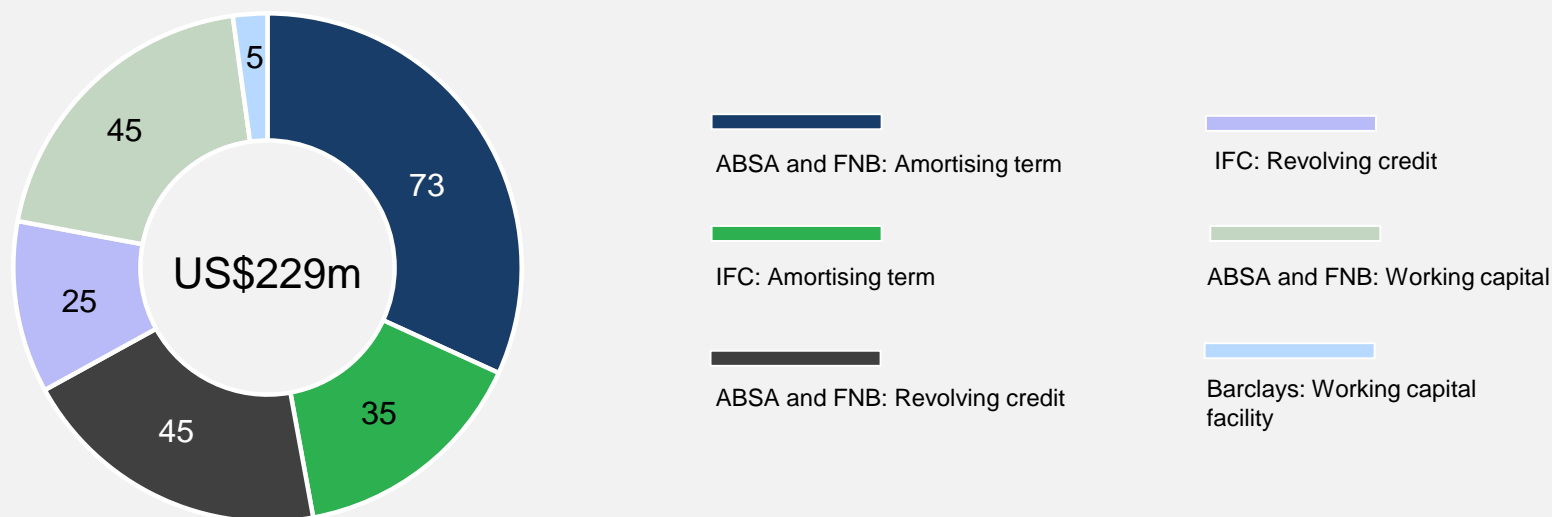 5
45
73
US$229m
25
35
45
ABSA and FNB: Amortising term
IFC: Amortising term
ABSA and FNB: Revolving credit
IFC: Revolving credit
ABSA and FNB: Working capital
Barclays: Working capital
facility